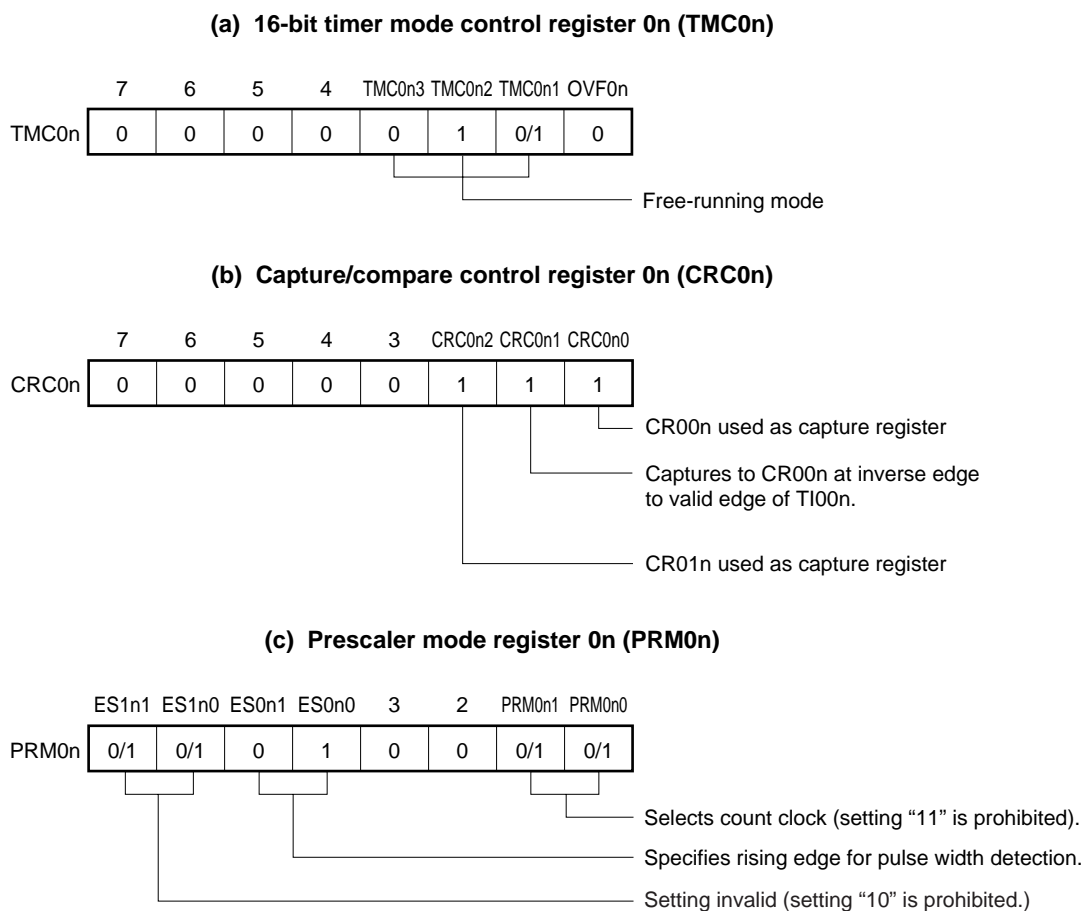 (a) 16-bit timer mode control register 0n (TMC0n)
7 6 5 4 TMC0n3 TMC0n2 TMC0n1 OVF0n
TMC0n 0 0 0 0 0 1 0/1 0
Free-running mode
(b) Capture/compare control register 0n (CRC0n)
7 6 5 4 3 CRC0n2 CRC0n1 CRC0n0
CRC0n 0 0 0 0 0 1 1 1
CR00n used as capture register
Captures to CR00n at inverse edge
to valid edge of TI00n.
CR01n used as capture register
(c) Prescaler mode register 0n (PRM0n)
ES1n1 ES1n0 ES0n1 ES0n0 3 2 PRM0n1 PRM0n0
PRM0n 0/1 0/1 0 1 0 0 0/1 0/1
Selects count clock (setting “11” is prohibited).
Specifies rising edge for pulse width detection.
Setting invalid (setting “10” is prohibited.)